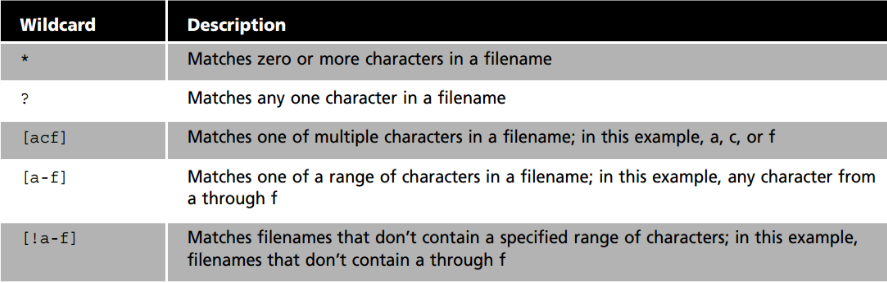 Wildcard Description
* Matches zero or more characters in a filename
? Matches any one character in a filename
[acf] Matches one of multiple characters in a filename; in this example, a, c, or f
[a-f] Matches one of a range of characters in a filename; in this example, any character from
a through f
[!a-f] Matches filenames that don’t contain a specified range of characters; in this example,
filenames that don’t contain a through f